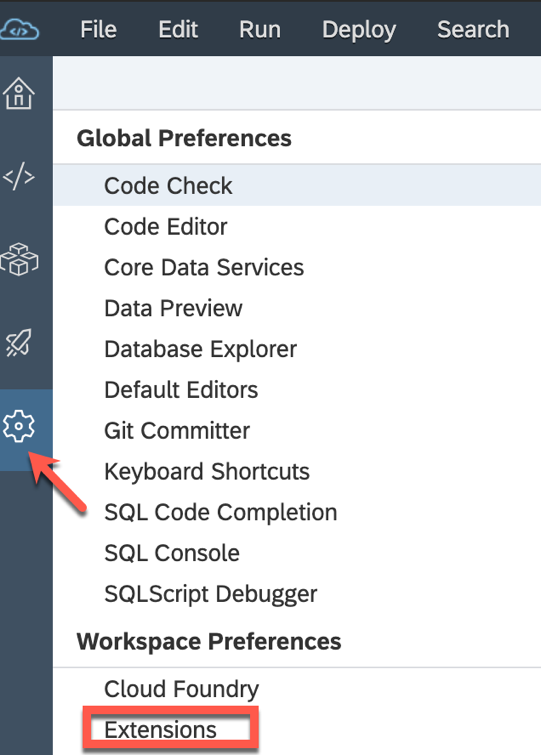 File Edit Run Deploy Search
Global Preferences
Code Check
Code Editor
Core Data Services
Data Preview
Database Explorer
Default Editors
Git Committer
Keyboard Shortcuts
SQL Code Completion
SQL Console
SQLScript Debugger
Workspace Preferences
Cloud Foundry
Extensions